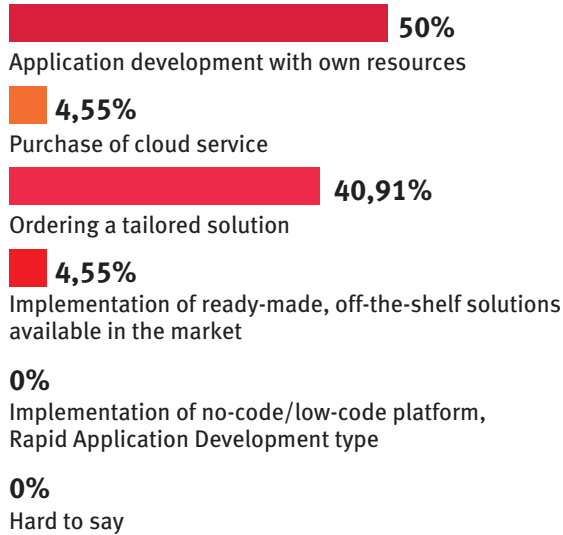 50%
Application development with own resources
4,55%
Purchase of cloud service
40,91%
Ordering a tailored solution
4,55%
Implementation of ready-made, off-the-shelf solutions
available in the market
0%
Implementation of no-code/low-code platform,
Rapid Application Development type
0%
Hard to say